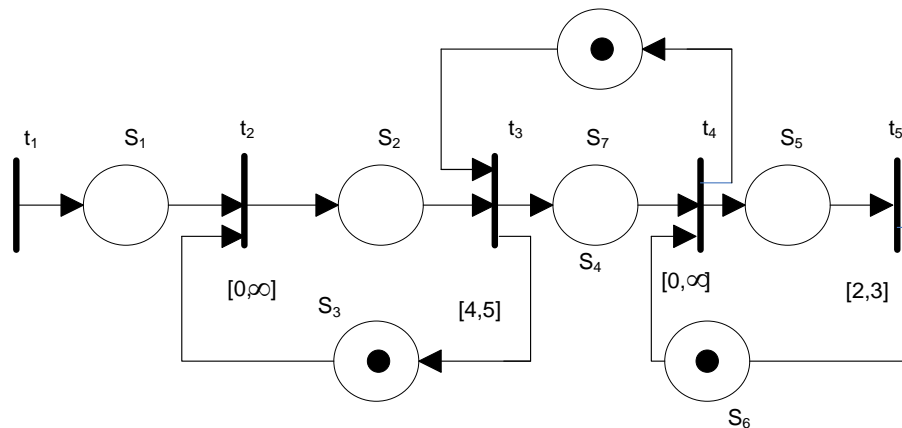 t1
S1
t2
S2
t3
S7
t4
S5
t5
S4
[0,∞]
[0,∞]
[2,3]
S3
[4,5]
S6